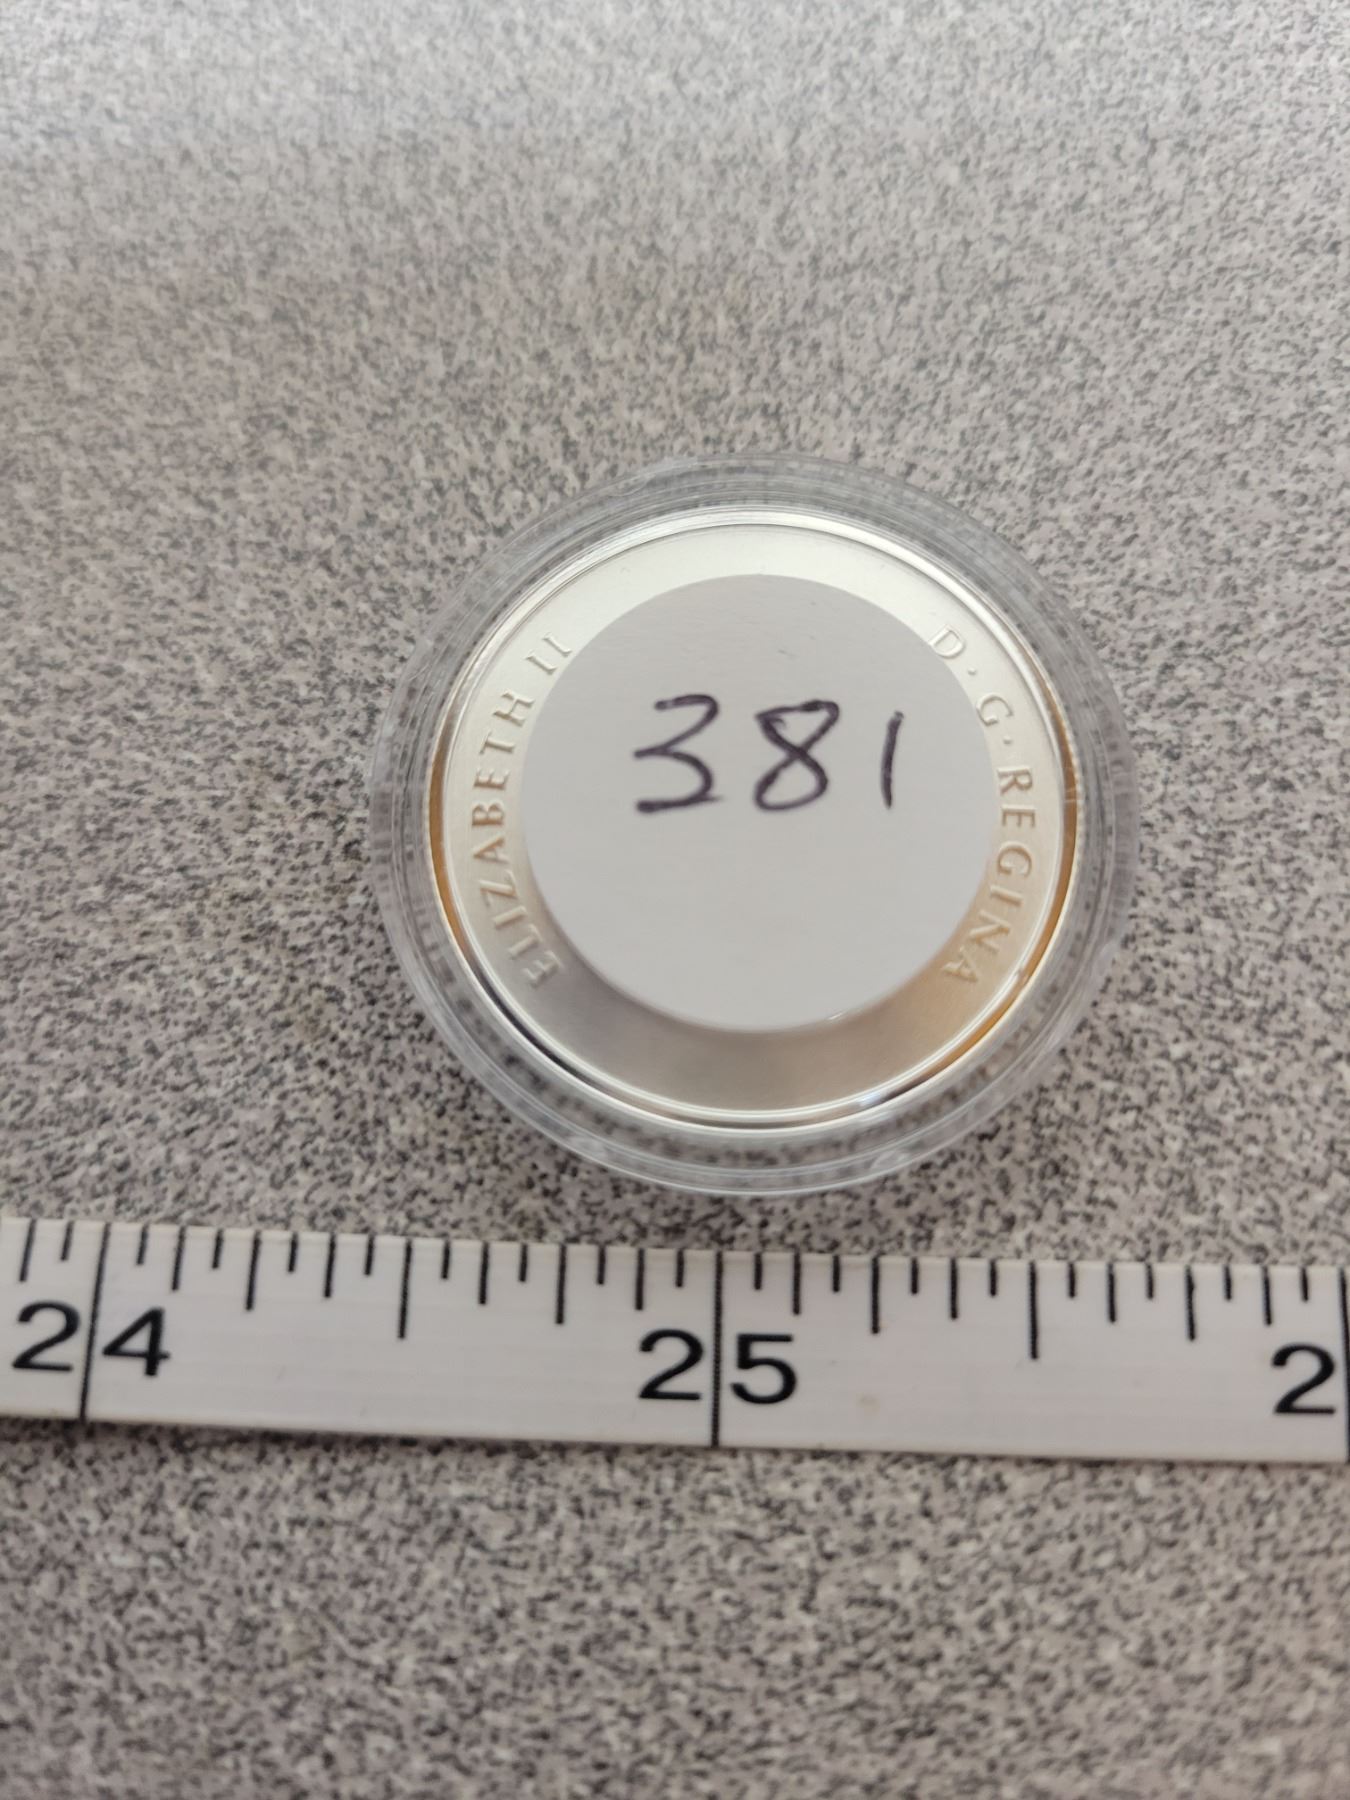 ELIZABETH II D·G·REGINA
381
24 25 2